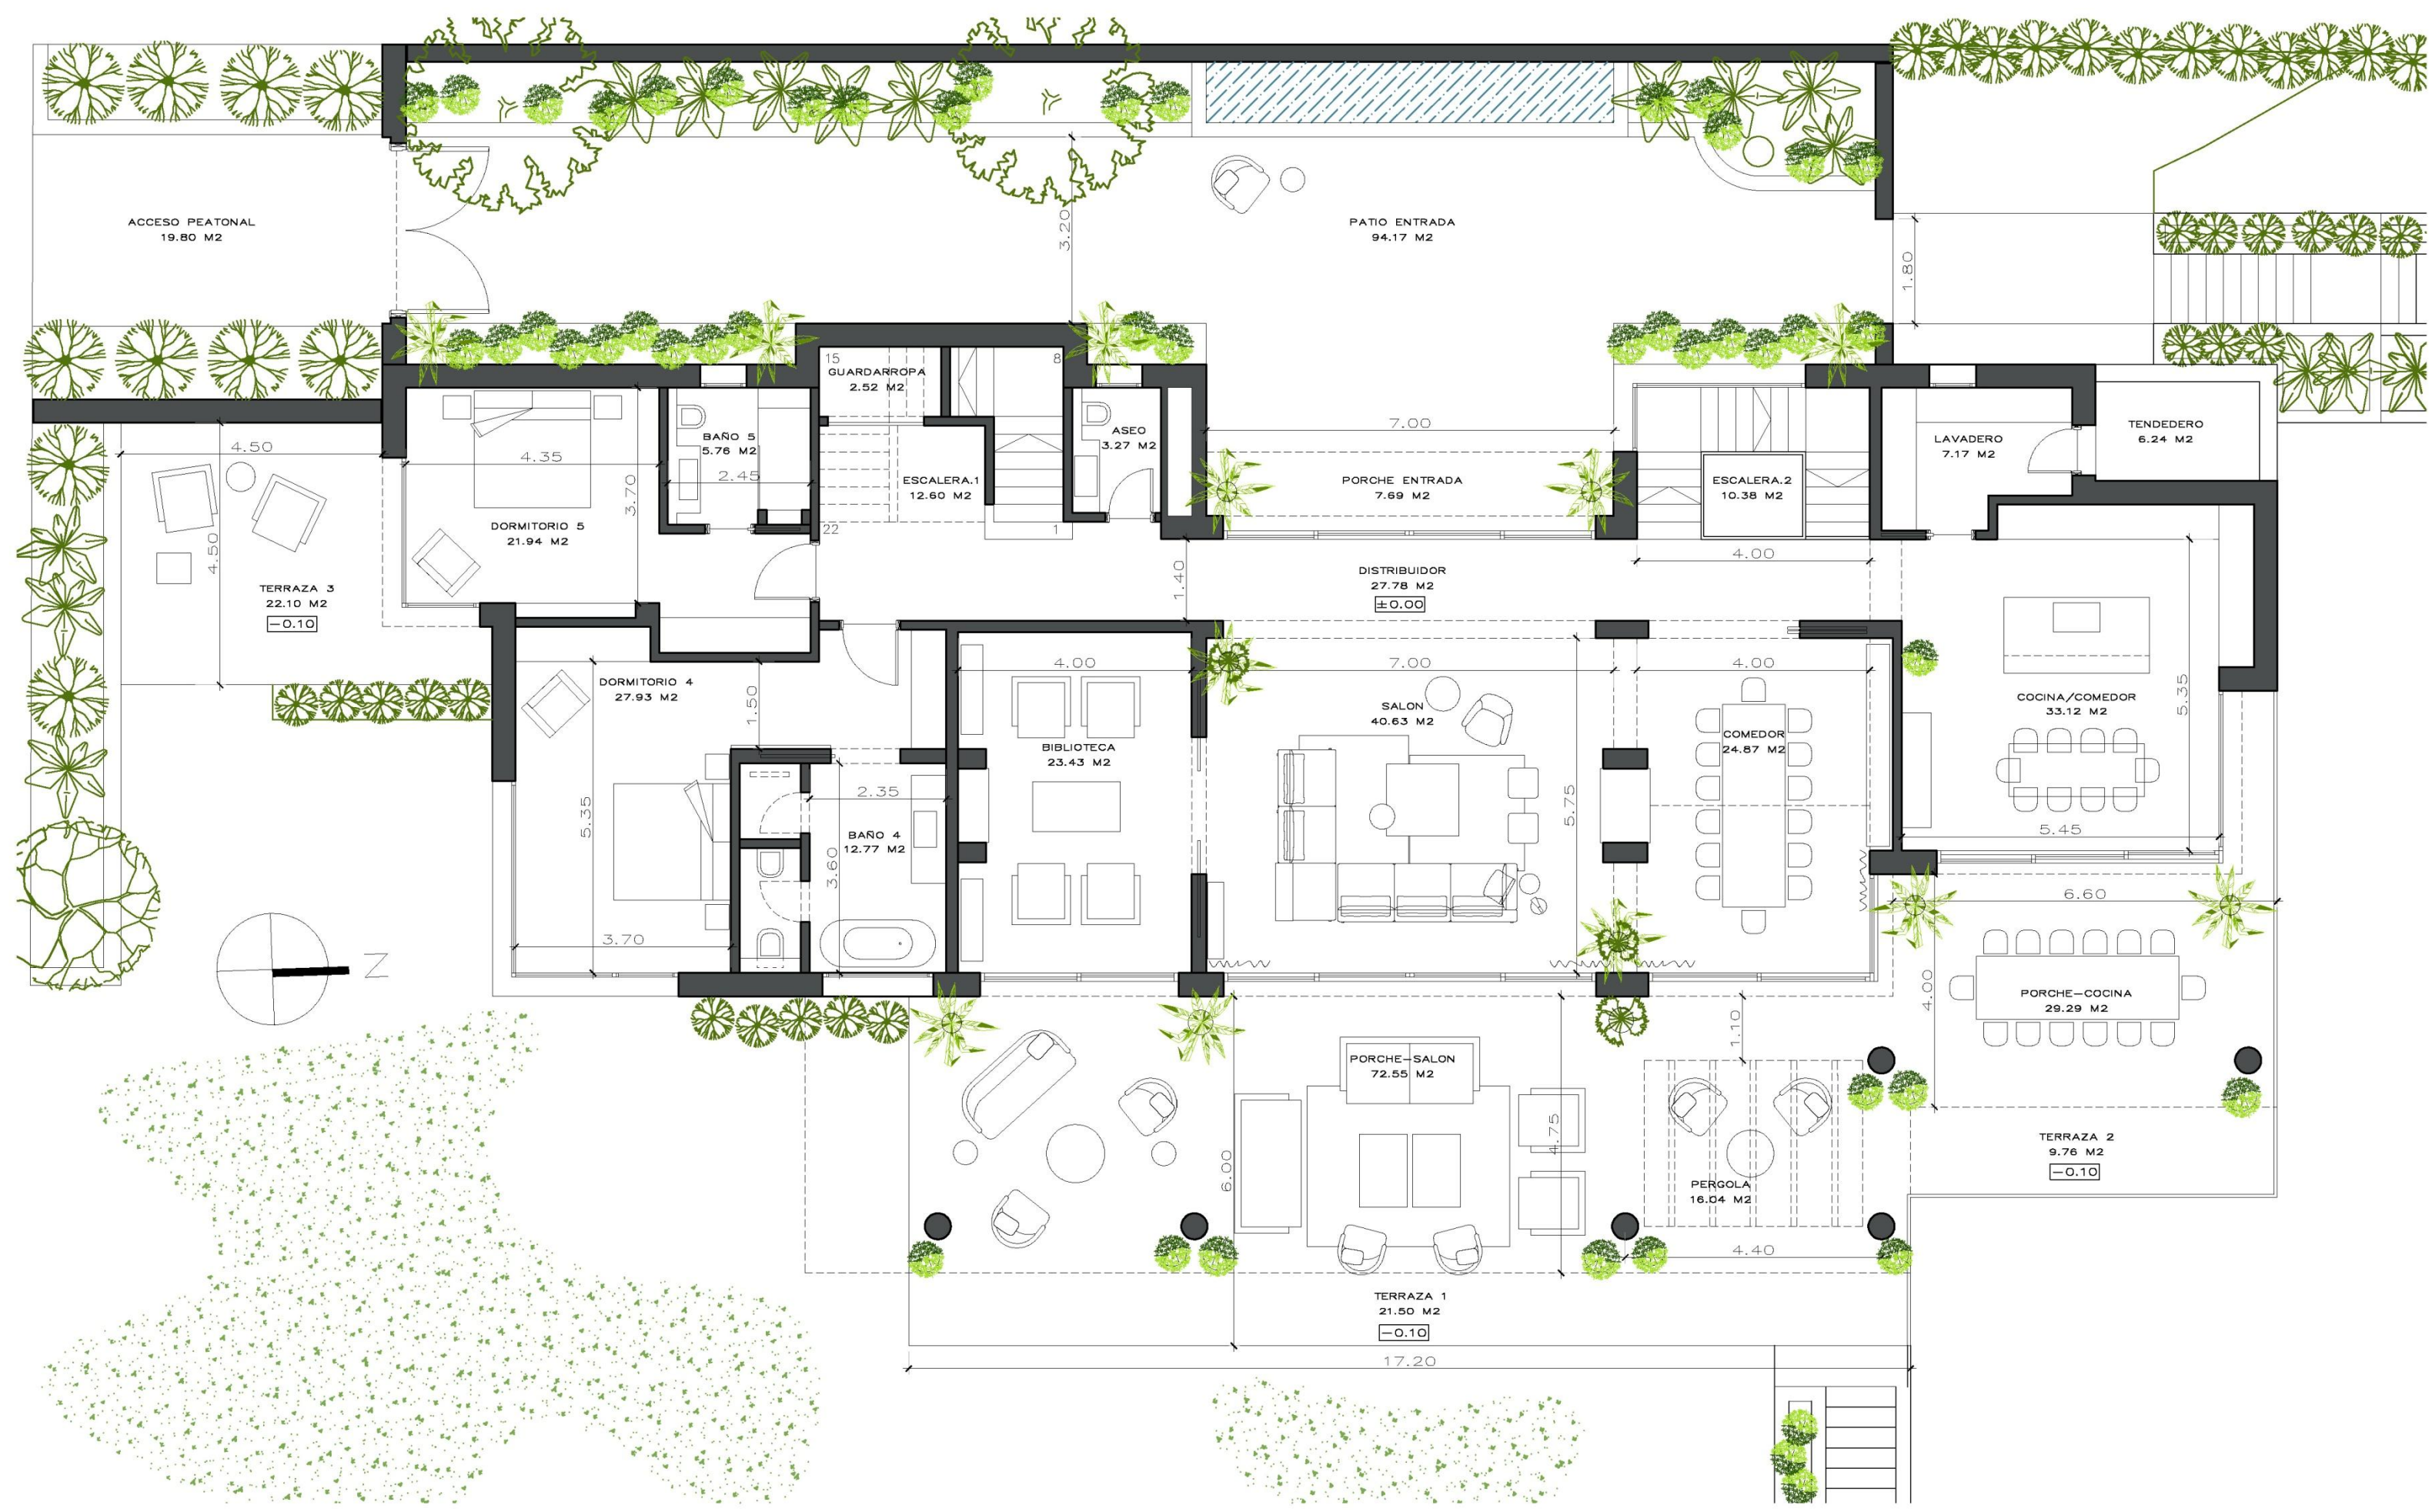 ACCESO PEATONAL
19.80 M2
3.20
PATIO ENTRADA
94.17 M2
1.80
15
8
GUARDARROPA
2.52 M2
4.50
4.35
3.70
BAÑO 5
5.76 M2
2.45
ESCALERA.1
12.60 M2
ASEO
3.27 M2
7.00
PORCHE ENTRADA
7.69 M2
ESCALERA.2
10.38 M2
LAVADERO
7.17 M2
TENDEDERO
6.24 M2
DORMITORIO 5
21.94 M2
22
1
4.50
TERRAZA 3
22.10 M2
−0.10
1.40
DISTRIBUIDOR
27.78 M2
±0.00
4.00
4.00
7.00
4.00
DORMITORIO 4
27.93 M2
1.50
BIBLIOTECA
23.43 M2
SALON
40.63 M2
COMEDOR
24.87 M2
COCINA/COMEDOR
33.12 M2
5.35
5.35
2.35
BAÑO 4
12.77 M2
3.60
5.75
5.45
3.70
6.60
4.00
Z
PORCHE−COCINA
29.29 M2
1.10
PORCHE−SALON
72.55 M2
4.75
6.00
TERRAZA 2
9.76 M2
−0.10
PERGOLA
16.04 M2
4.40
TERRAZA 1
21.50 M2
−0.10
17.20